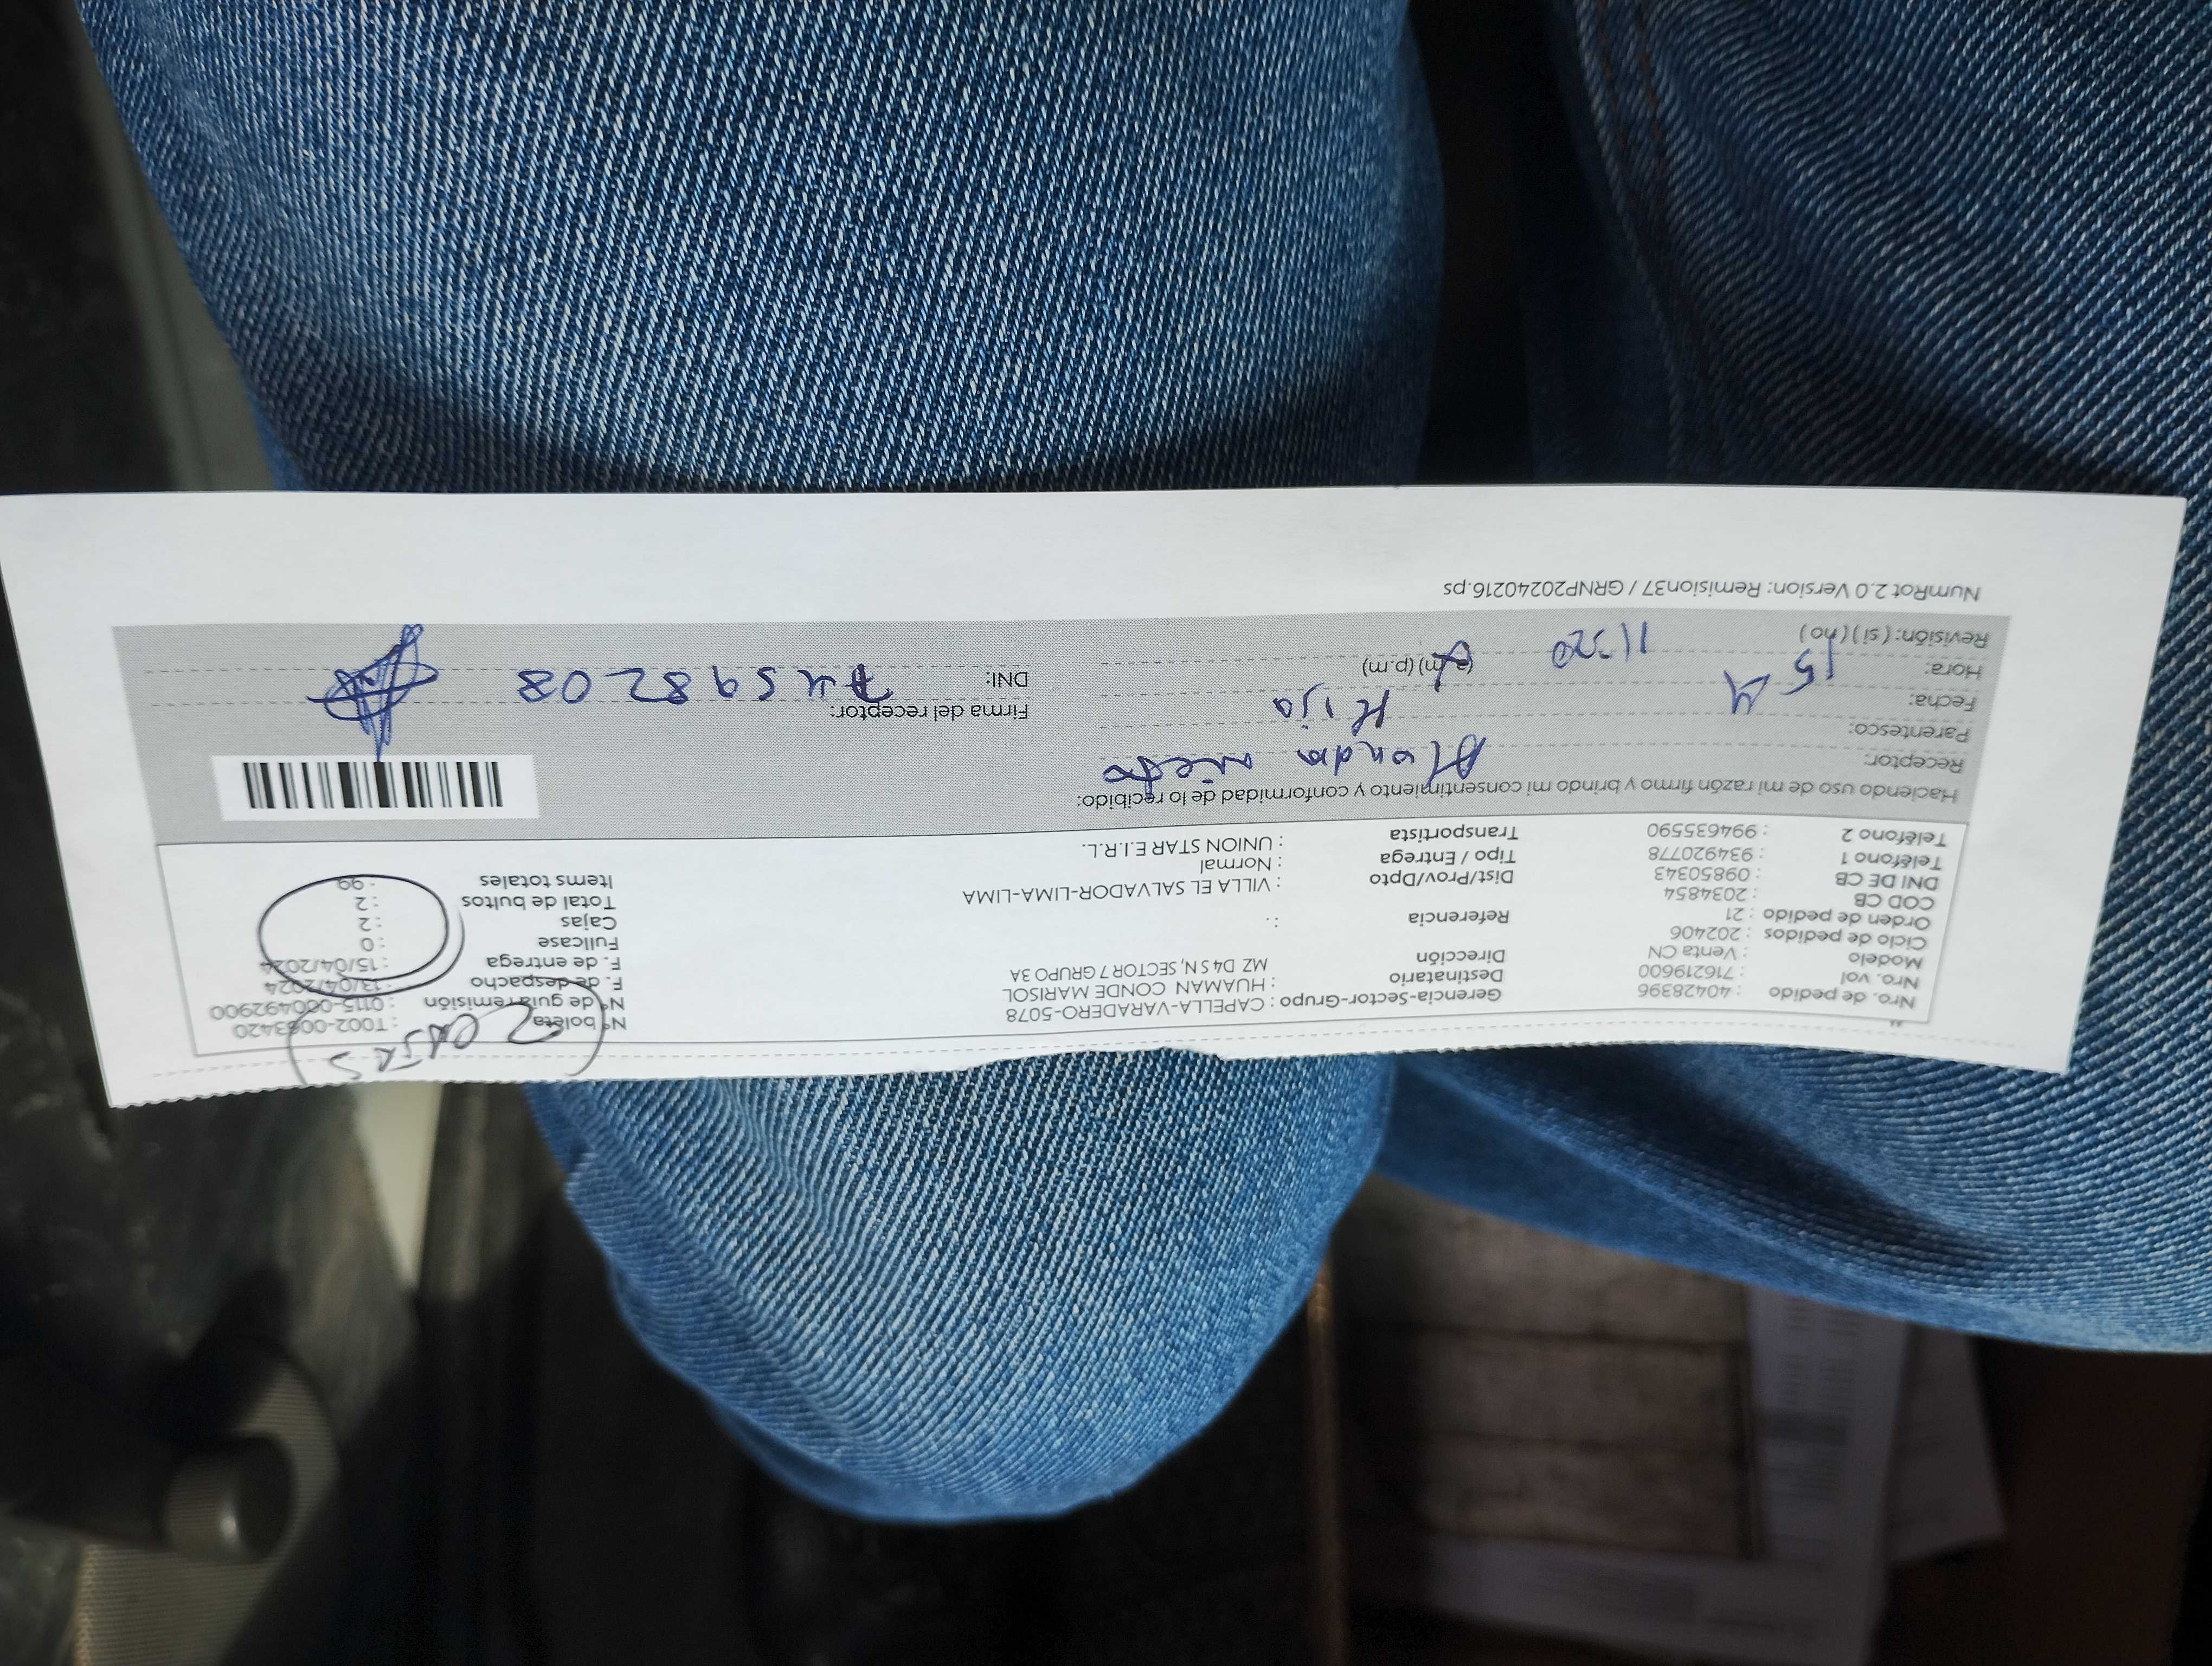 2 CAJAS
Nro. de pedido : 40428396 Gerencia-Sector-Grupo : CAPELLA-VARADERO-5078 N° boleta : T002-0083420
Nro. vol : 716219600 Destinatario : HUAMAN CONDE MARISOL N° de guía remisión : 0115-000492900
Modelo : Venta CN Dirección MZ D4 S N, SECTOR 7 GRUPO 3A F. de despacho : 13/04/2024
Ciclo de pedidos : 202406 F. de entrega : 15/04/2024
Orden de pedido : 21 Referencia : . Fullcase : 0
COD CB : 2034854 Cajas : 2
DNI DE CB : 09850343 Dist/Prov/Dpto : VILLA EL SALVADOR-LIMA-LIMA Total de bultos : 2
Teléfono 1 : 934920778 Tipo / Entrega : Normal Items totales : 99
Teléfono 2 : 994635590 Transportista : UNION STAR E.I.R.L.
Haciendo uso de mi razón firmo y brindo mi consentimiento y conformidad de lo recibido:
Receptor: nieto
Parentesco: Hija Firma del receptor:
Fecha: 15 4
Hora: 11:20 (a.m) (p.m) DNI: 74598208
Revisión: ( si ) ( no )
NumRot 2.0 Version: Remision37 / GRNP20240216.ps